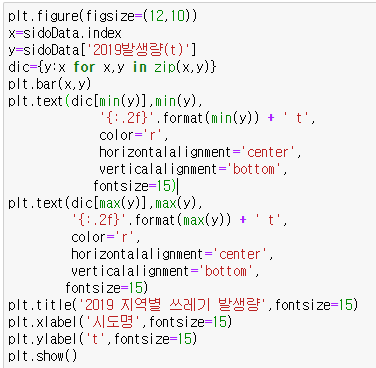 plt.figure(figsize=(12,10))
x=sidoData.index
y=sidoData['2019발생량(t)']
dic={y:x for x,y in zip(x,y)}
plt.bar(x,y)
plt.text(dic[min(y)],min(y),
'{:.2f}'.format(min(y)) + ' t',
color='r',
horizontalalignment='center',
verticalalignment='bottom',
fontsize=15)
plt.text(dic[max(y)],max(y),
'{:.2f}'.format(max(y)) + ' t',
color='r',
horizontalalignment='center',
verticalalignment='bottom',
fontsize=15)
plt.title('2019 지역별 쓰레기 발생량',fontsize=15)
plt.xlabel('시도명',fontsize=15)
plt.ylabel('t',fontsize=15)
plt.show()